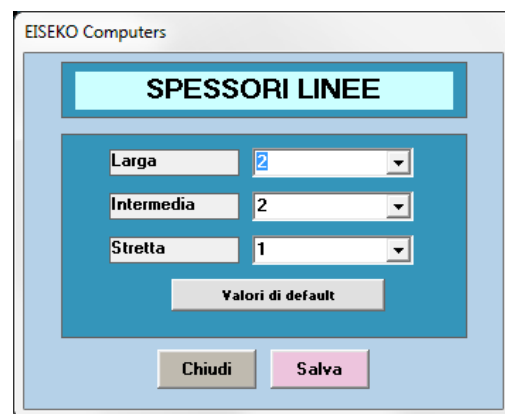 EISEKO Computers
SPESSORI LINEE
Larga 2
Intermedia 2
Stretta 1
Valori di default
Chiudi Salva